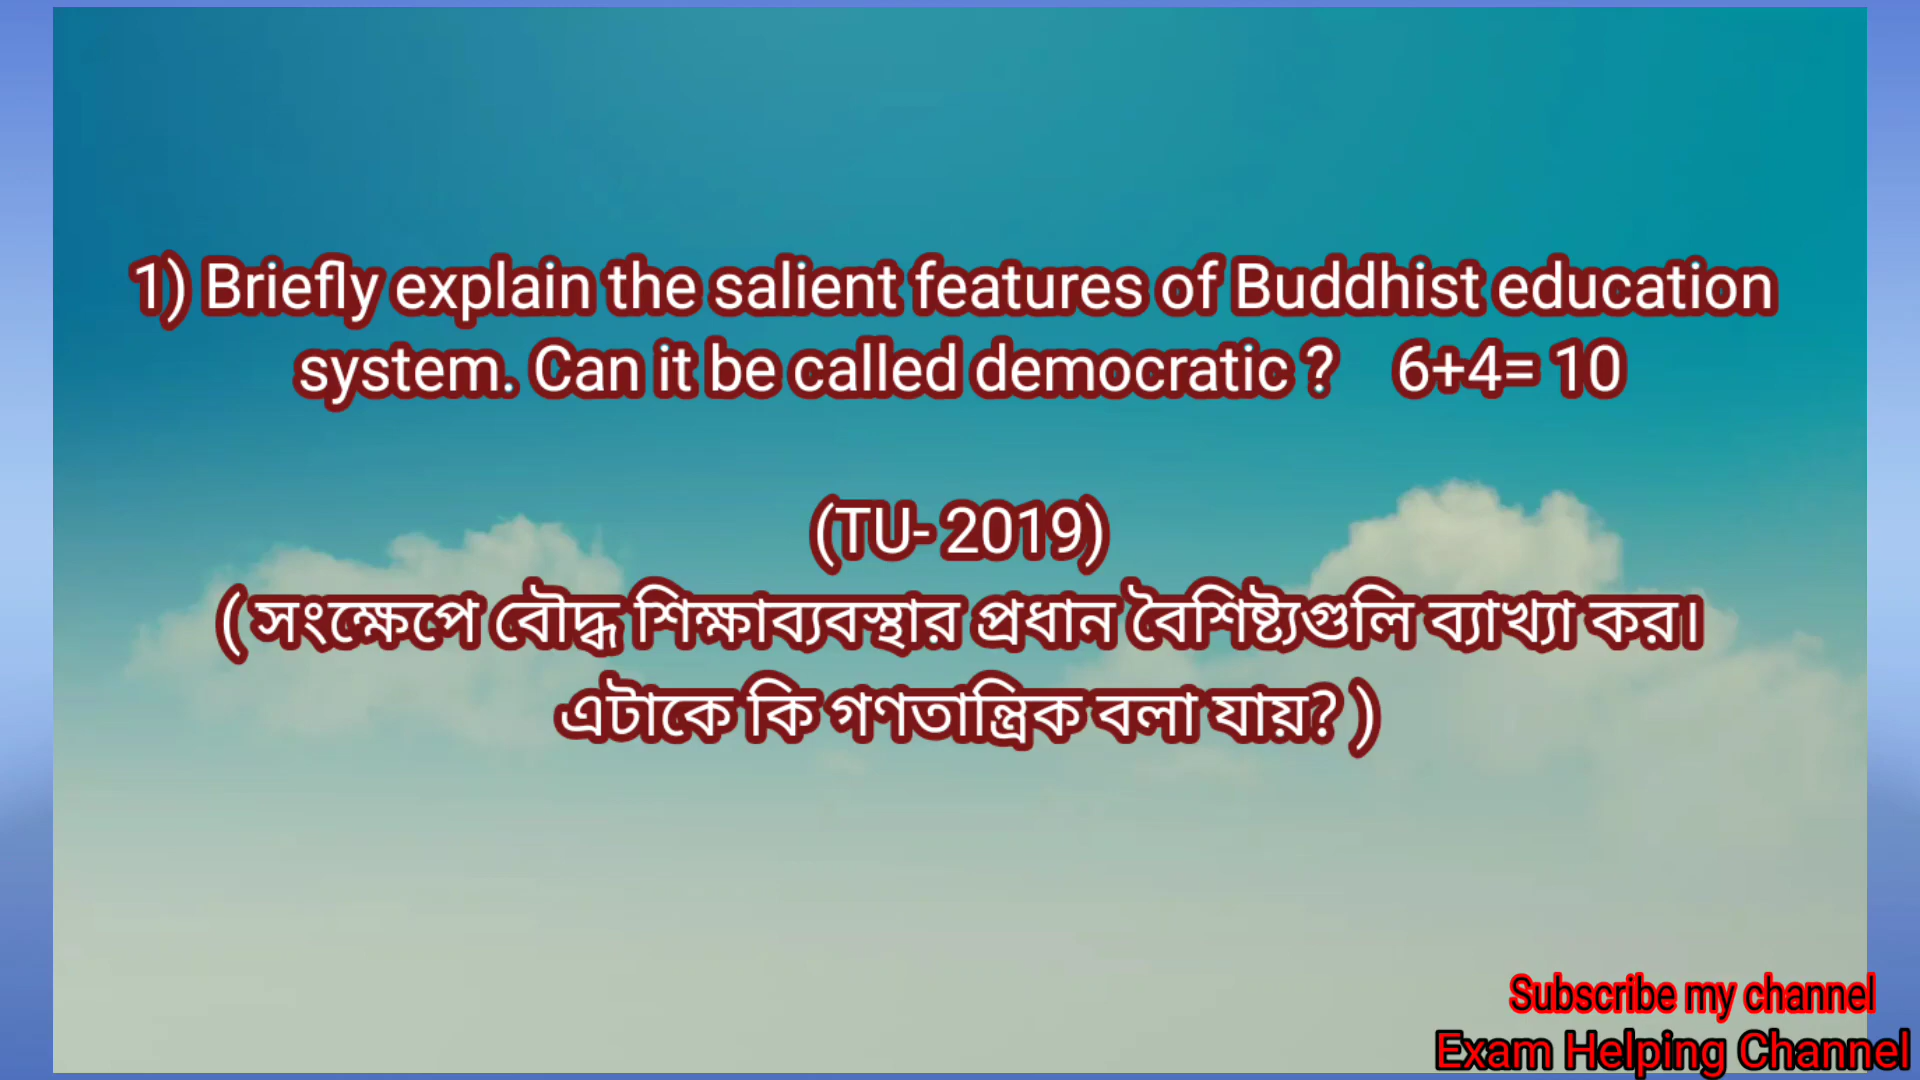 1) Briefly explain the salient features of Buddhist education
system. Can it be called democratic ? 6+4= 10
(TU- 2019)
( সংক্ষেপে বৌদ্ধ শিক্ষাব্যবস্থার প্রধান বৈশিষ্ট্যগুলি ব্যাখ্যা কর।
এটাকে কি গণতান্ত্রিক বলা যায়? )
Subscribe my channel
Exam Helping Channel